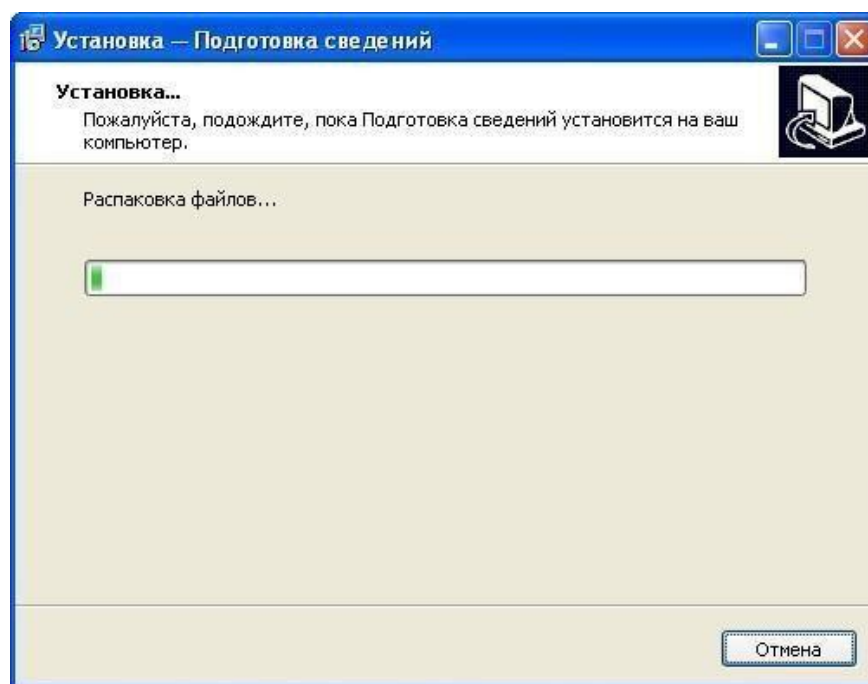 Установка — Подготовка сведений
Установка...
Пожалуйста, подождите, пока Подготовка сведений установится на ваш
компьютер.
Распаковка файлов...
Отмена